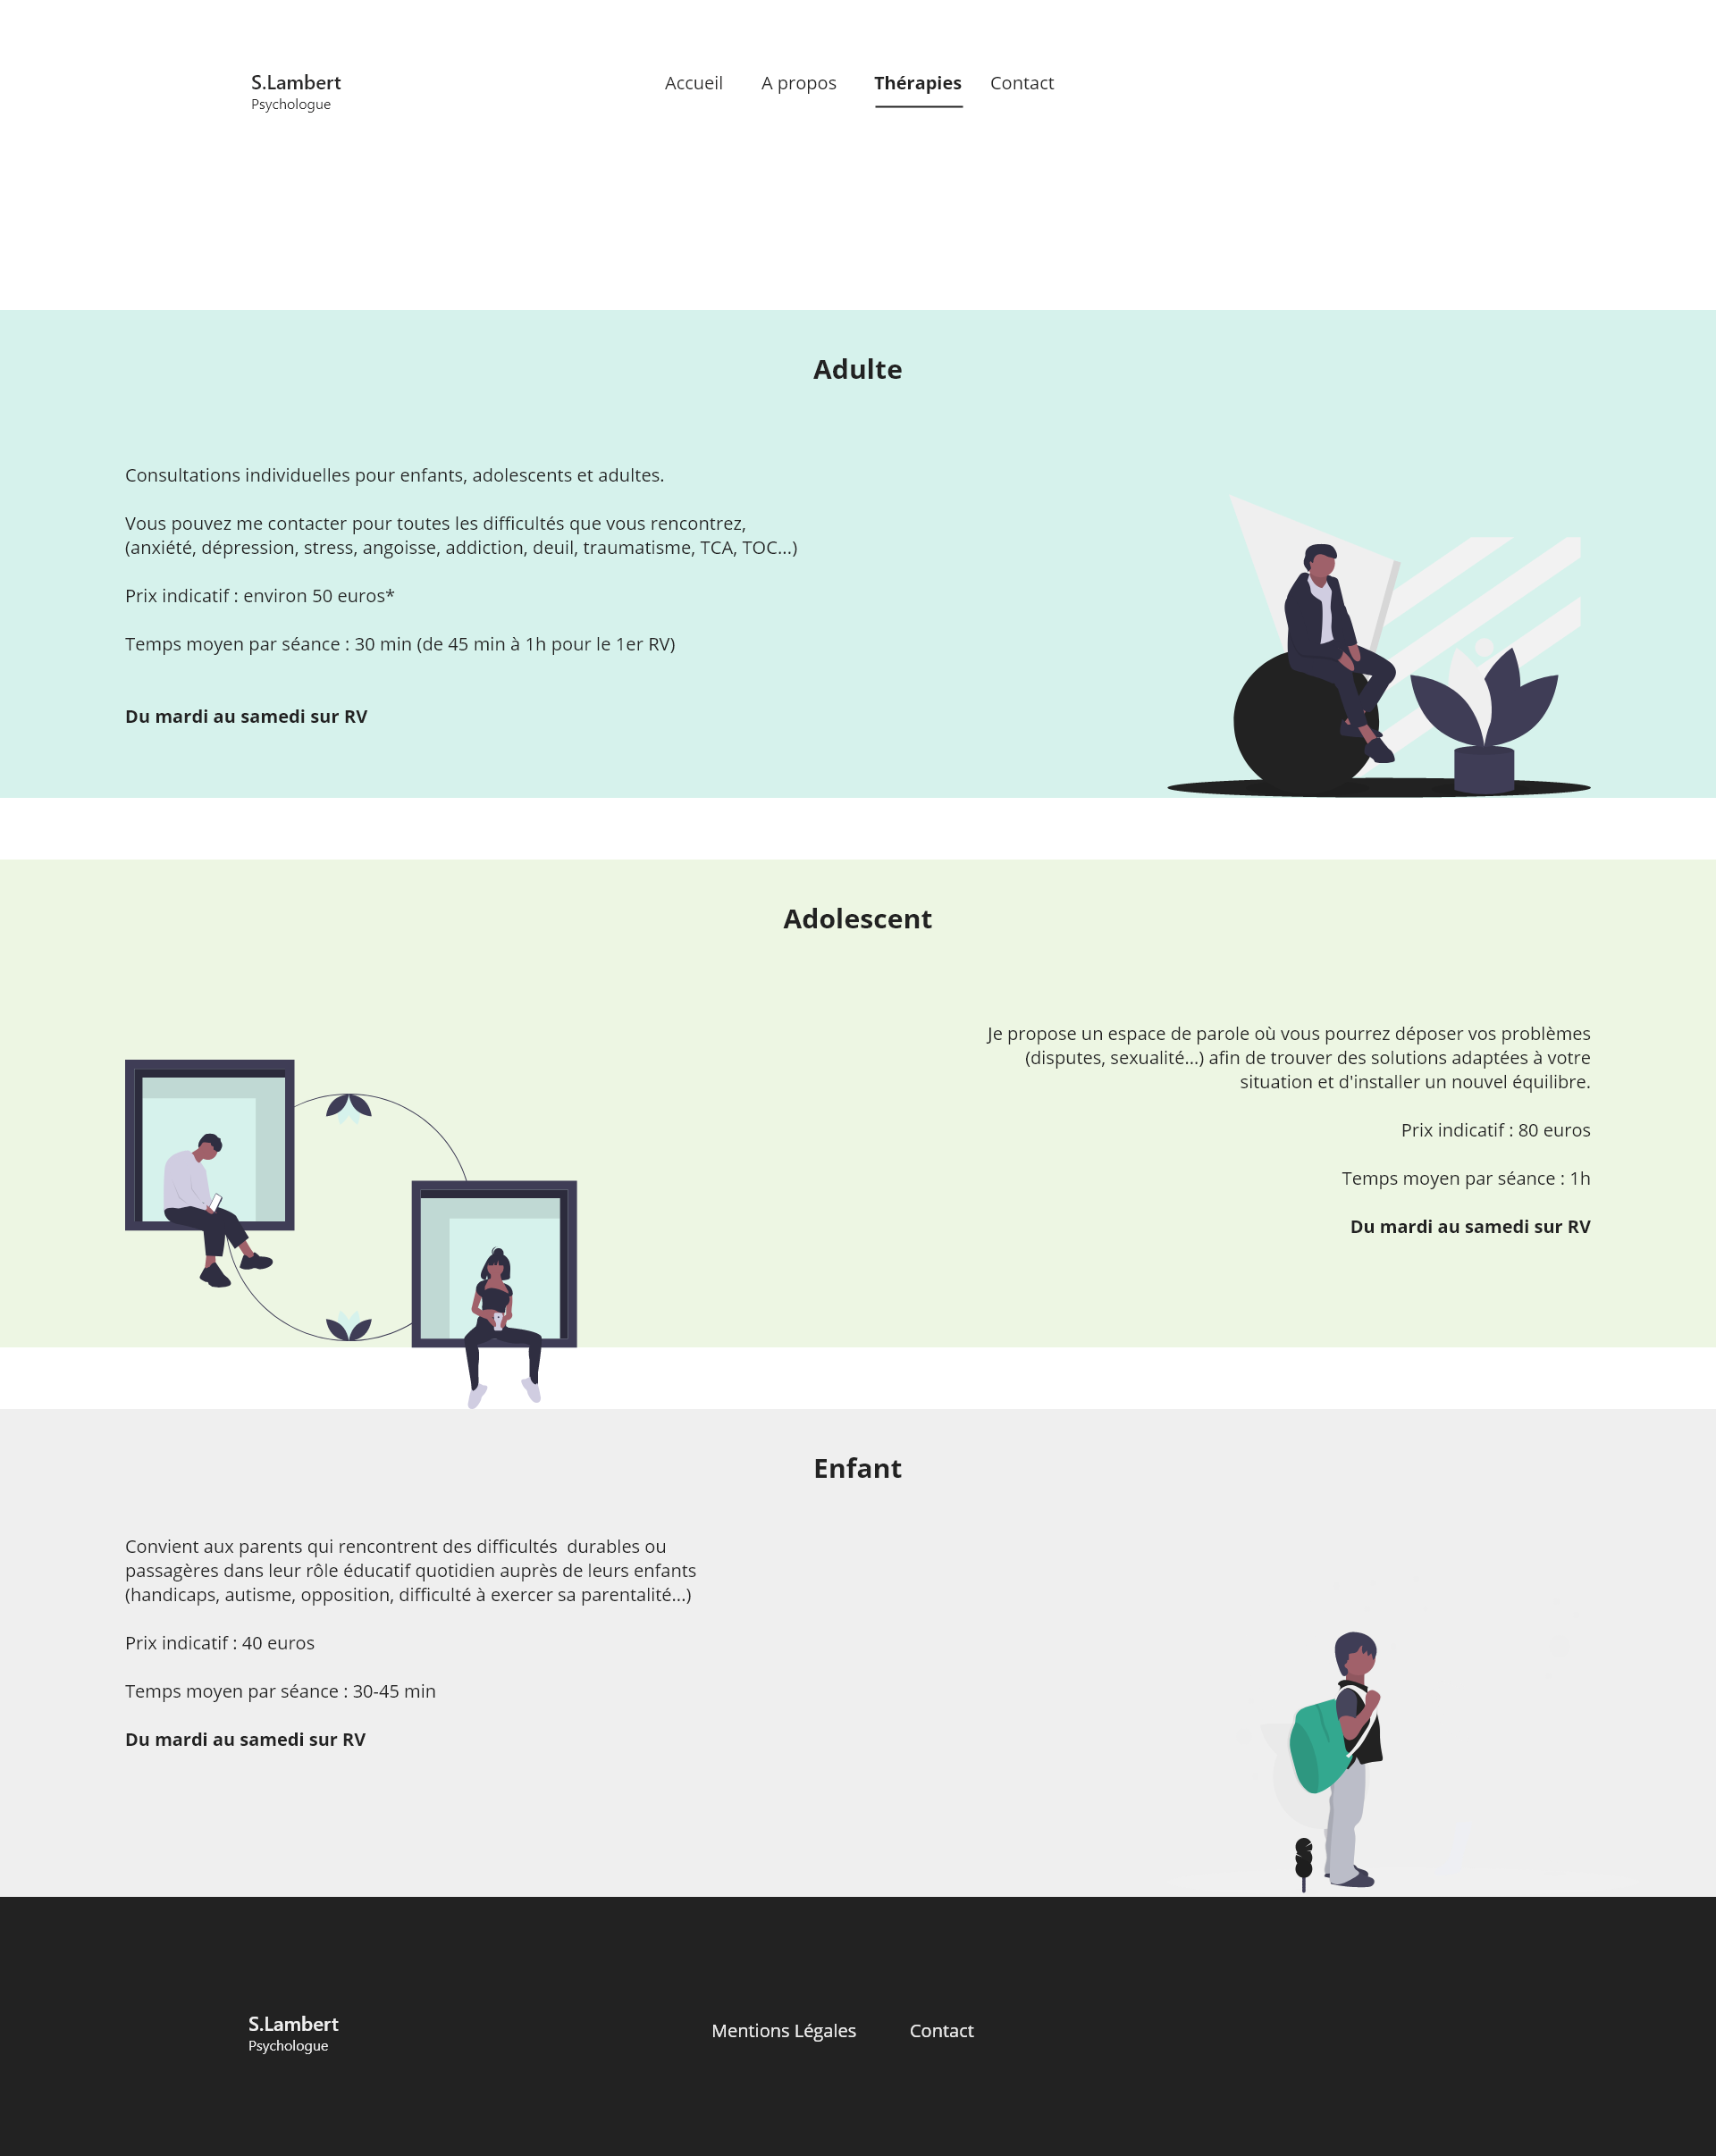 S.Lambert
Psychologue
Accueil
A propos
Thérapies
Contact
Adulte
Consultations individuelles pour enfants, adolescents et adultes.
Vous pouvez me contacter pour toutes les difficultés que vous rencontrez,
(anxiété, dépression, stress, angoisse, addiction, deuil, traumatisme, TCA, TOC...)
Prix indicatif : environ 50 euros*
Temps moyen par séance : 30 min (de 45 min à 1h pour le 1er RV)
Du mardi au samedi sur RV
Adolescent
Je propose un espace de parole où vous pourrez déposer vos problèmes
(disputes, sexualité...) afin de trouver des solutions adaptées à votre
situation et d'installer un nouvel équilibre.
Prix indicatif : 80 euros
Temps moyen par séance : 1h
Du mardi au samedi sur RV
Enfant
Convient aux parents qui rencontrent des difficultés  durables ou
passagères dans leur rôle éducatif quotidien auprès de leurs enfants
(handicaps, autisme, opposition, difficulté à exercer sa parentalité...)
Prix indicatif : 40 euros
Temps moyen par séance : 30-45 min
Du mardi au samedi sur RV
S.Lambert
Psychologue
Mentions Légales
Contact